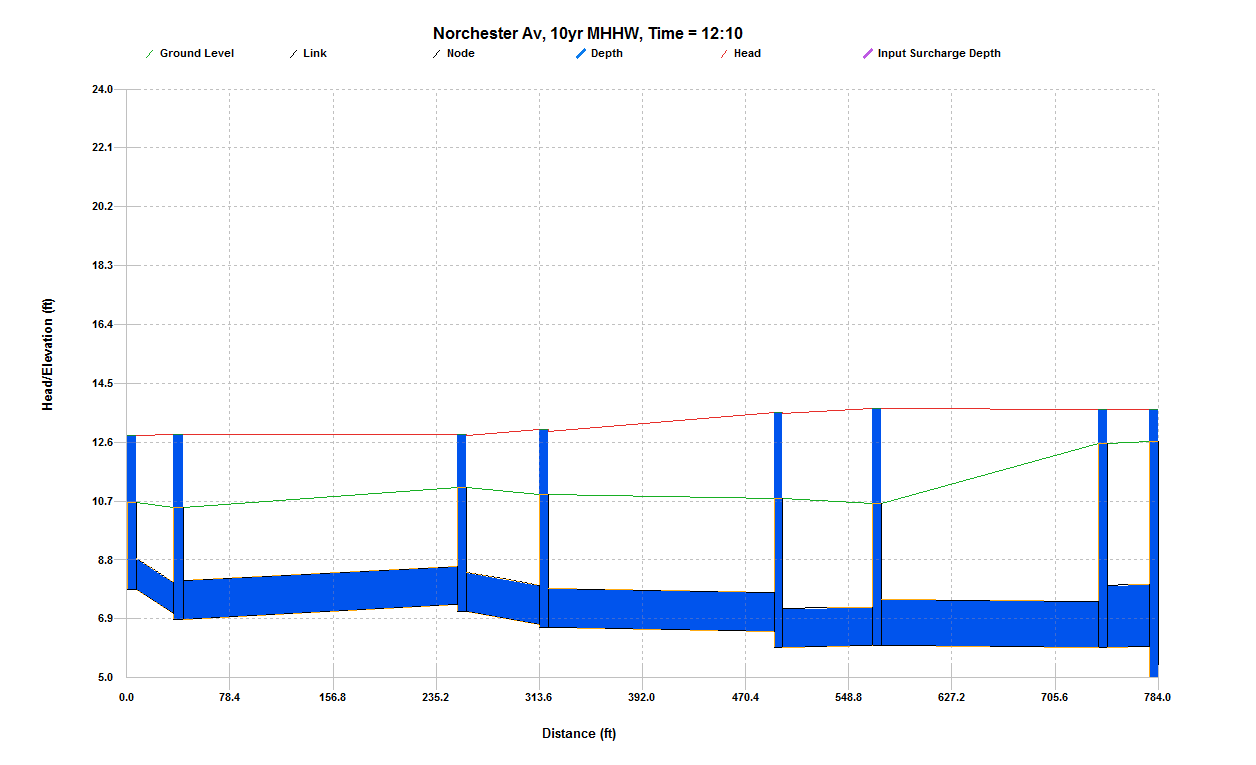 Norchester Av, 10yr MHHW, Time = 12:10
Ground Level Link Node Depth Head Input Surcharge Depth
24.0
22.1
20.2
18.3
16.4
14.5
12.6
10.7
8.8
6.9
5.0
Head/Elevation (ft)
0.0 78.4 156.8 235.2 313.6 392.0 470.4 548.8 627.2 705.6 784.0
Distance (ft)